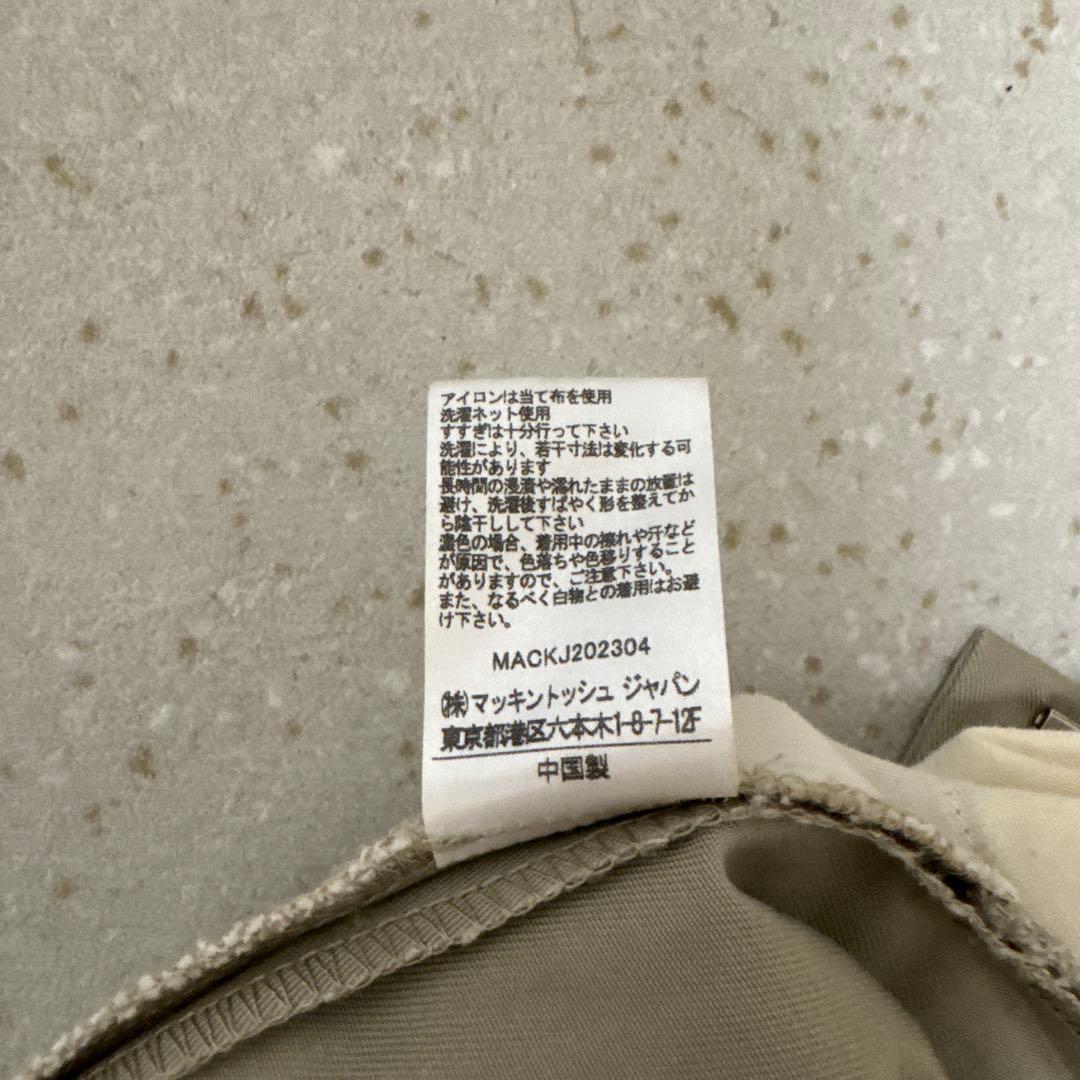 アイロンは当て布を使用
洗濯ネット使用
すすぎは十分行って下さい
洗濯により、若干寸法は変化する可
能性があります
長時間の浸漬や濡れたままの放置は
避け、洗濯後すばやく形を整えてか
ら陰干しして下さい
濃色の場合、着用中の擦れや汗など
が原因で、色落ちや色移りすること
がありますので、ご注意下さい。
また、なるべく白物との着用はお避
け下さい。
MACKJ202304
(株)マッキントッシュ ジャパン
東京都港区六本木1-8-7-12F
中国製